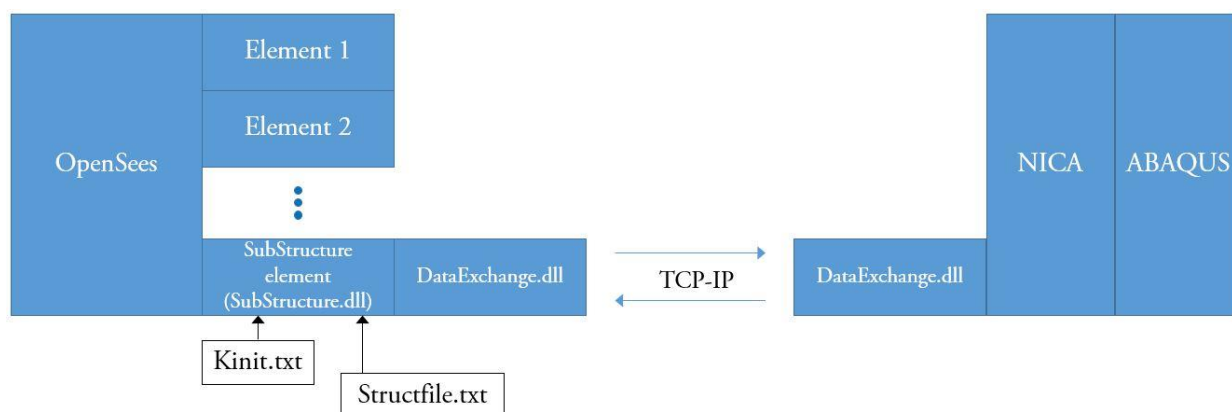 Element 1
Element 2
OpenSees
NICA
ABAQUS
SubStructure
element
(SubStructure.dll)
DataExchange.dll
TCP-IP
DataExchange.dll
Kinit.txt
Structfile.txt